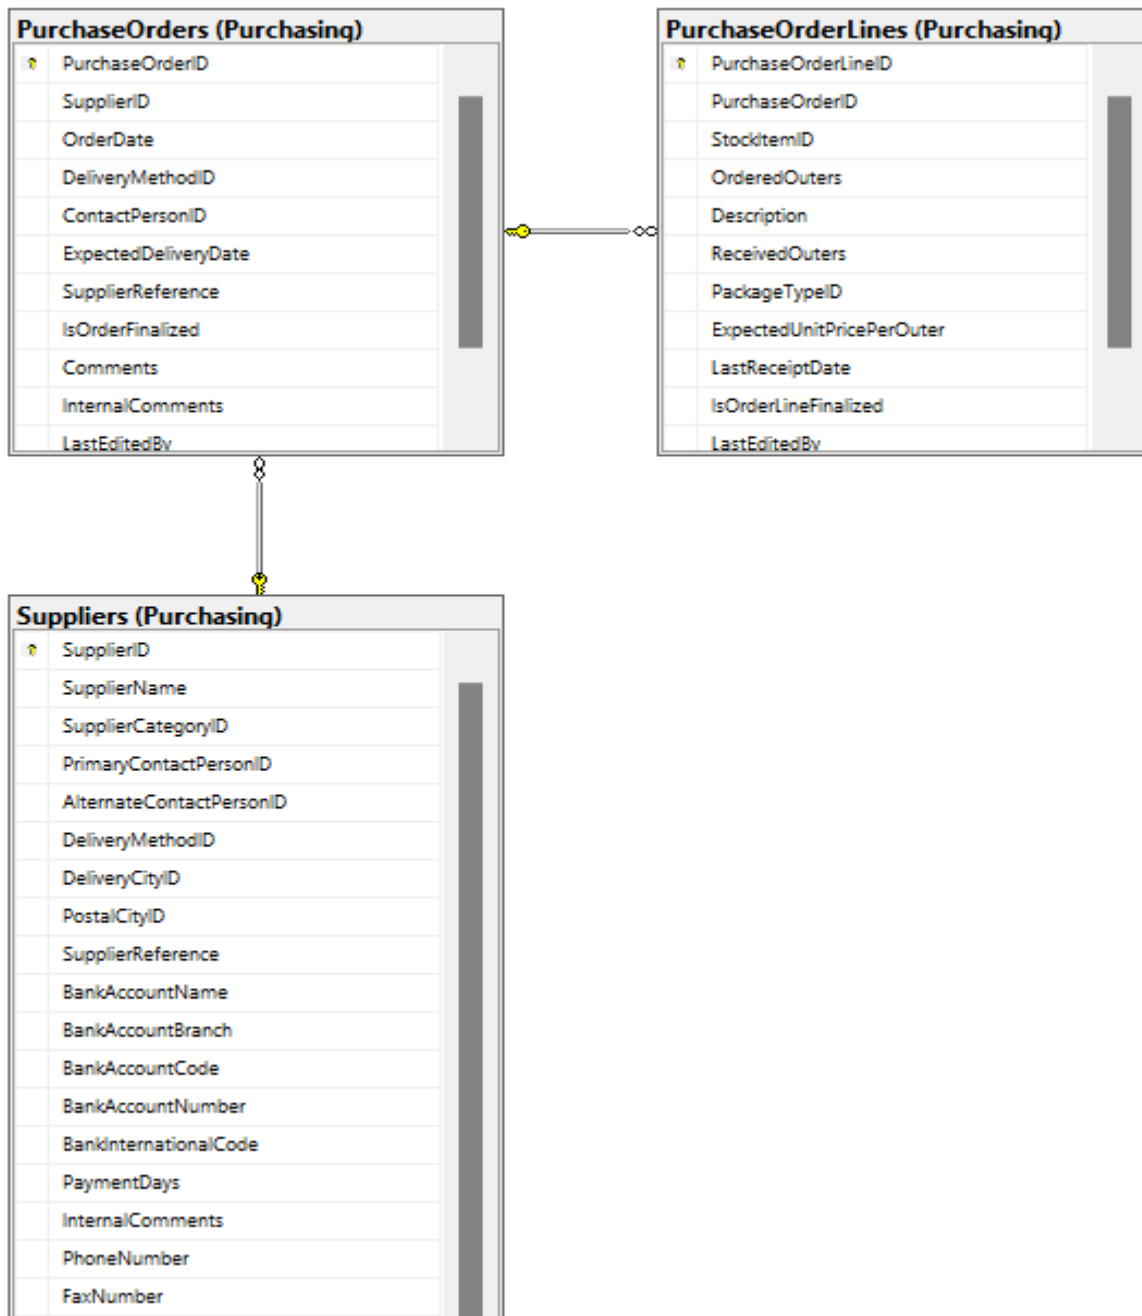 PurchaseOrders (Purchasing)
PurchaseOrderID
SupplierID
OrderDate
DeliveryMethodID
ContactPersonID
ExpectedDeliveryDate
SupplierReference
IsOrderFinalized
Comments
InternalComments
LastEditedBy
PurchaseOrderLines (Purchasing)
PurchaseOrderLineID
PurchaseOrderID
StockItemID
OrderedOuters
Description
ReceivedOuters
PackageTypeID
ExpectedUnitPricePerOuter
LastReceiptDate
IsOrderLineFinalized
LastEditedBy
Suppliers (Purchasing)
SupplierID
SupplierName
SupplierCategoryID
PrimaryContactPersonID
AlternateContactPersonID
DeliveryMethodID
DeliveryCityID
PostalCityID
SupplierReference
BankAccountName
BankAccountBranch
BankAccountCode
BankAccountNumber
BankInternationalCode
PaymentDays
InternalComments
PhoneNumber
FaxNumber